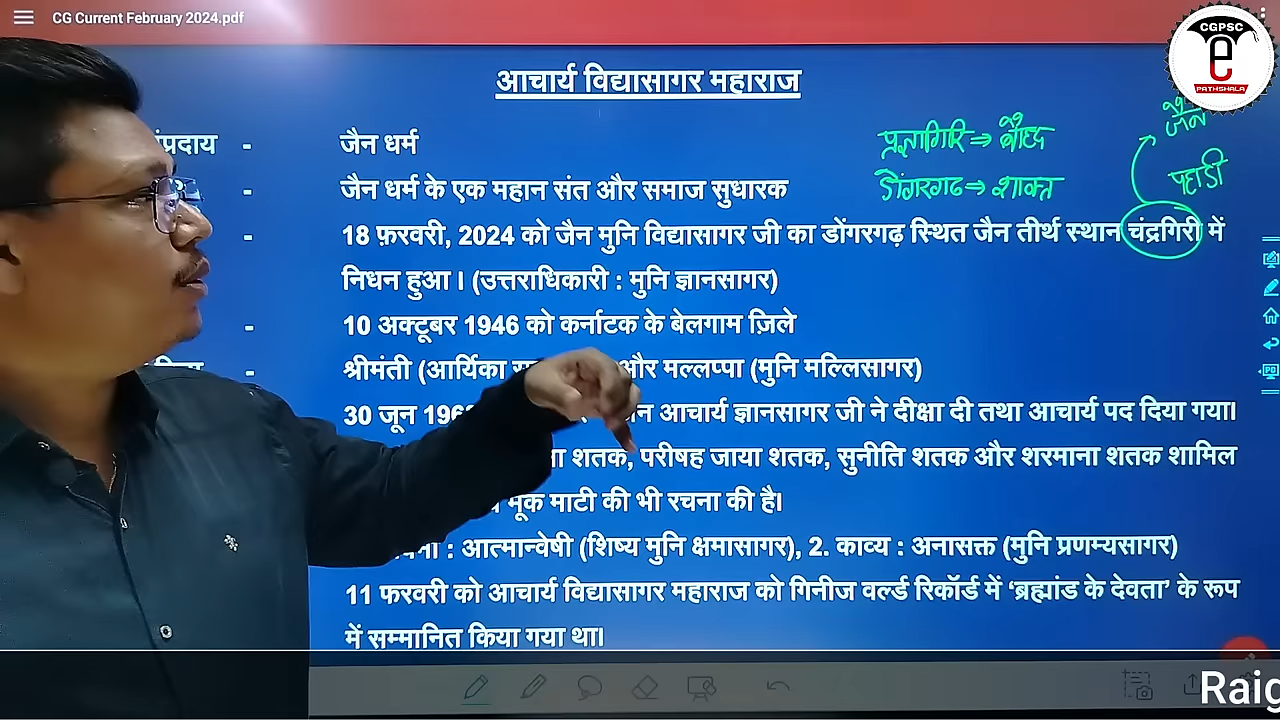 CG Current February 2024.pdf
CGPSC
e
PATHSHALA
आचार्य विद्यासागर महाराज
जैन
संप्रदाय - जैन धर्म
प्रज्ञागिरि ⇒ बौद्ध
पहाडी
- जैन धर्म के एक महान संत और समाज सुधारक
डोंगरगढ ⇒ शाक्त
- 18 फ़रवरी, 2024 को जैन मुनि विद्यासागर जी का डोंगरगढ़ स्थित जैन तीर्थ स्थान चंद्रगिरी में
निधन हुआ । (उत्तराधिकारी : मुनि ज्ञानसागर)
- 10 अक्टूबर 1946 को कर्नाटक के बेलगाम ज़िले
- श्रीमंती (आर्यिका और मल्लप्पा (मुनि मल्लिसागर)
30 जून आचार्य ज्ञानसागर जी ने दीक्षा दी तथा आचार्य पद दिया गया।
शतक, परीषह जाया शतक, सुनीति शतक और शरमाना शतक शामिल
मूक माटी की भी रचना की है।
: आत्मान्वेषी (शिष्य मुनि क्षमासागर), 2. काव्य : अनासक्त (मुनि प्रणम्यसागर)
11 फरवरी को आचार्य विद्यासागर महाराज को गिनीज वर्ल्ड रिकॉर्ड में ‘ब्रह्मांड के देवता’ के रूप
में सम्मानित किया गया था।
Raig